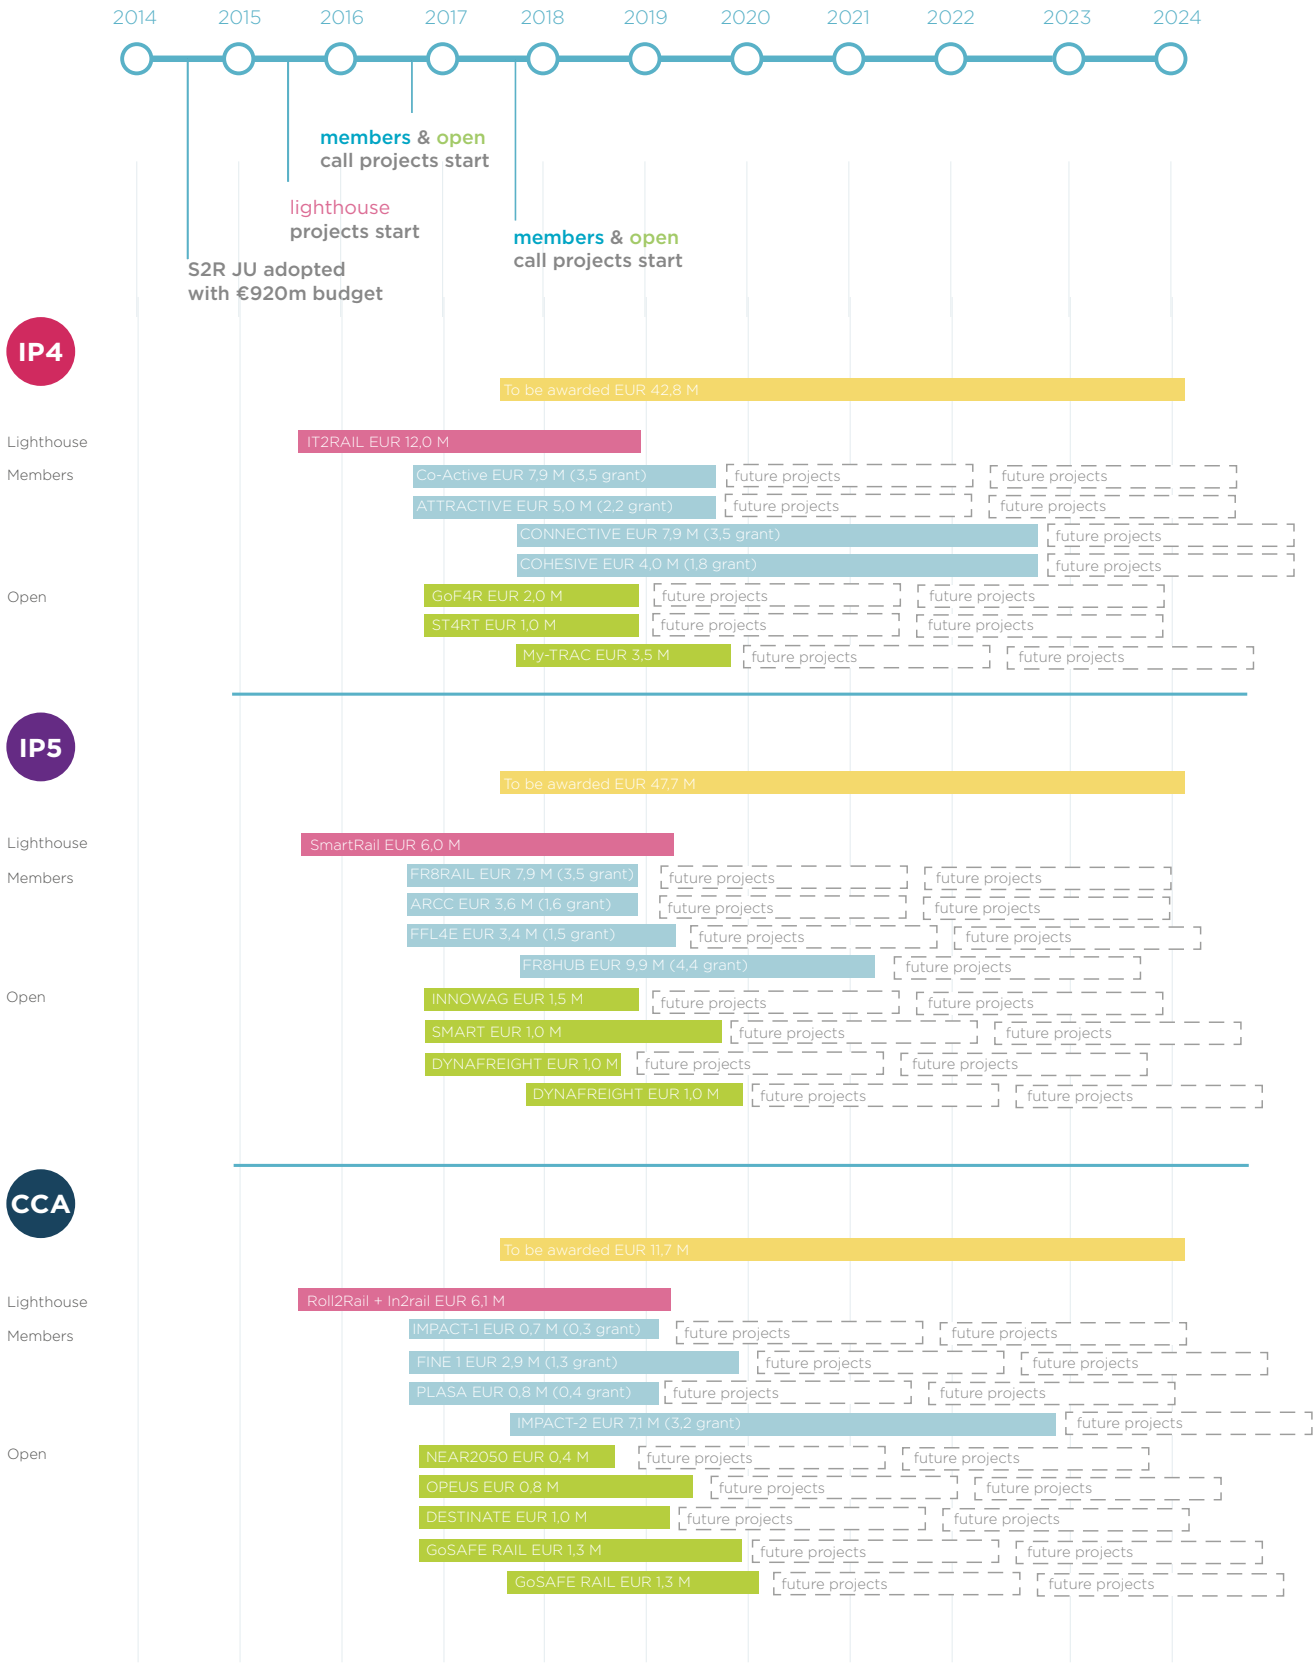 2014 2015 2016 2017 2018 2019 2020 2021 2022 2023 2024
members & open
call projects start
lighthouse
projects start
members & open
call projects start
S2R JU adopted
with €920m budget
IP4
To be awarded EUR 42,8 M
Lighthouse
IT2RAIL EUR 12,0 M
Members
Co-Active EUR 7,9 M (3,5 grant) future projects future projects
ATTRACTIVE EUR 5,0 M (2,2 grant) future projects future projects
CONNECTIVE EUR 7,9 M (3,5 grant) future projects
COHESIVE EUR 4,0 M (1,8 grant) future projects
Open
GoF4R EUR 2,0 M future projects future projects
ST4RT EUR 1,0 M future projects future projects
My-TRAC EUR 3,5 M future projects future projects
IP5
To be awarded EUR 47,7 M
Lighthouse
SmartRail EUR 6,0 M
Members
FR8RAIL EUR 7,9 M (3,5 grant) future projects future projects
ARCC EUR 3,6 M (1,6 grant) future projects future projects
FFL4E EUR 3,4 M (1,5 grant) future projects future projects
FR8HUB EUR 9,9 M (4,4 grant) future projects
Open
INNOWAG EUR 1,5 M future projects future projects
SMART EUR 1,0 M future projects future projects
DYNAFREIGHT EUR 1,0 M future projects future projects
DYNAFREIGHT EUR 1,0 M future projects future projects
CCA
To be awarded EUR 11,7 M
Lighthouse
Roll2Rail + In2rail EUR 6,1 M
Members
IMPACT-1 EUR 0,7 M (0,3 grant) future projects future projects
FINE 1 EUR 2,9 M (1,3 grant) future projects future projects
PLASA EUR 0,8 M (0,4 grant) future projects future projects
IMPACT-2 EUR 7,1 M (3,2 grant) future projects
Open
NEAR2050 EUR 0,4 M future projects future projects
OPEUS EUR 0,8 M future projects future projects
DESTINATE EUR 1,0 M future projects future projects
GoSAFE RAIL EUR 1,3 M future projects future projects
GoSAFE RAIL EUR 1,3 M future projects future projects